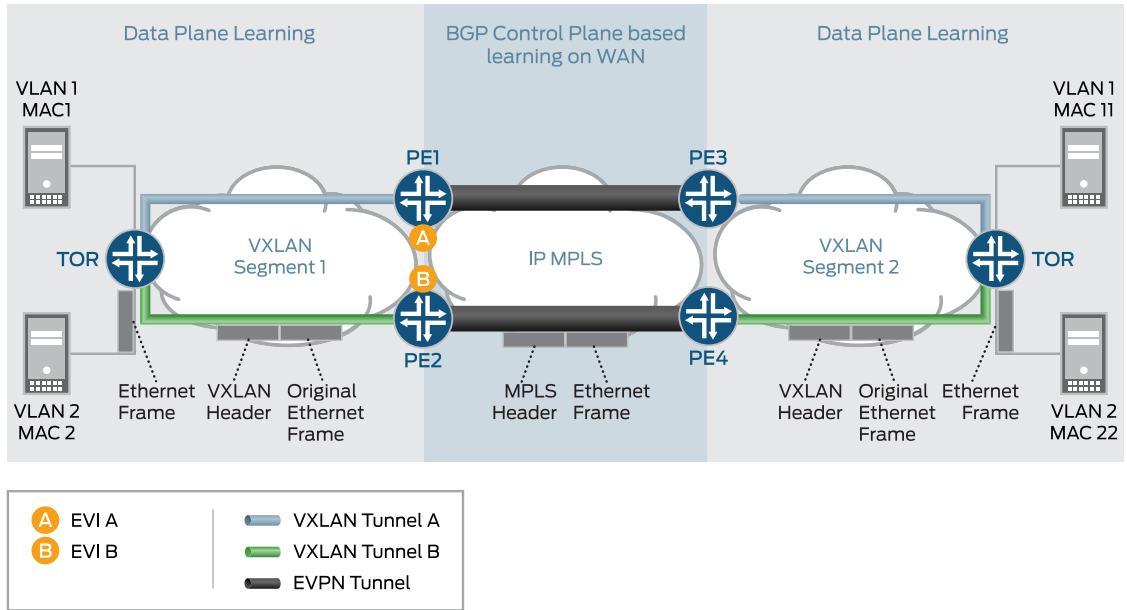 Data Plane Learning
BGP Control Plane based
learning on WAN
Data Plane Learning
VLAN 1
MAC1
VLAN 1
MAC 11
PE1
PE3
TOR
VXLAN
Segment 1
A
B
IP MPLS
VXLAN
Segment 2
TOR
PE2
PE4
VLAN 2
MAC 2
Ethernet
Frame
VXLAN
Header
Original
Ethernet
Frame
MPLS
Header
Ethernet
Frame
VXLAN
Header
Original
Ethernet
Frame
Ethernet
Frame
VLAN 2
MAC 22
A EVI A
B EVI B
VXLAN Tunnel A
VXLAN Tunnel B
EVPN Tunnel